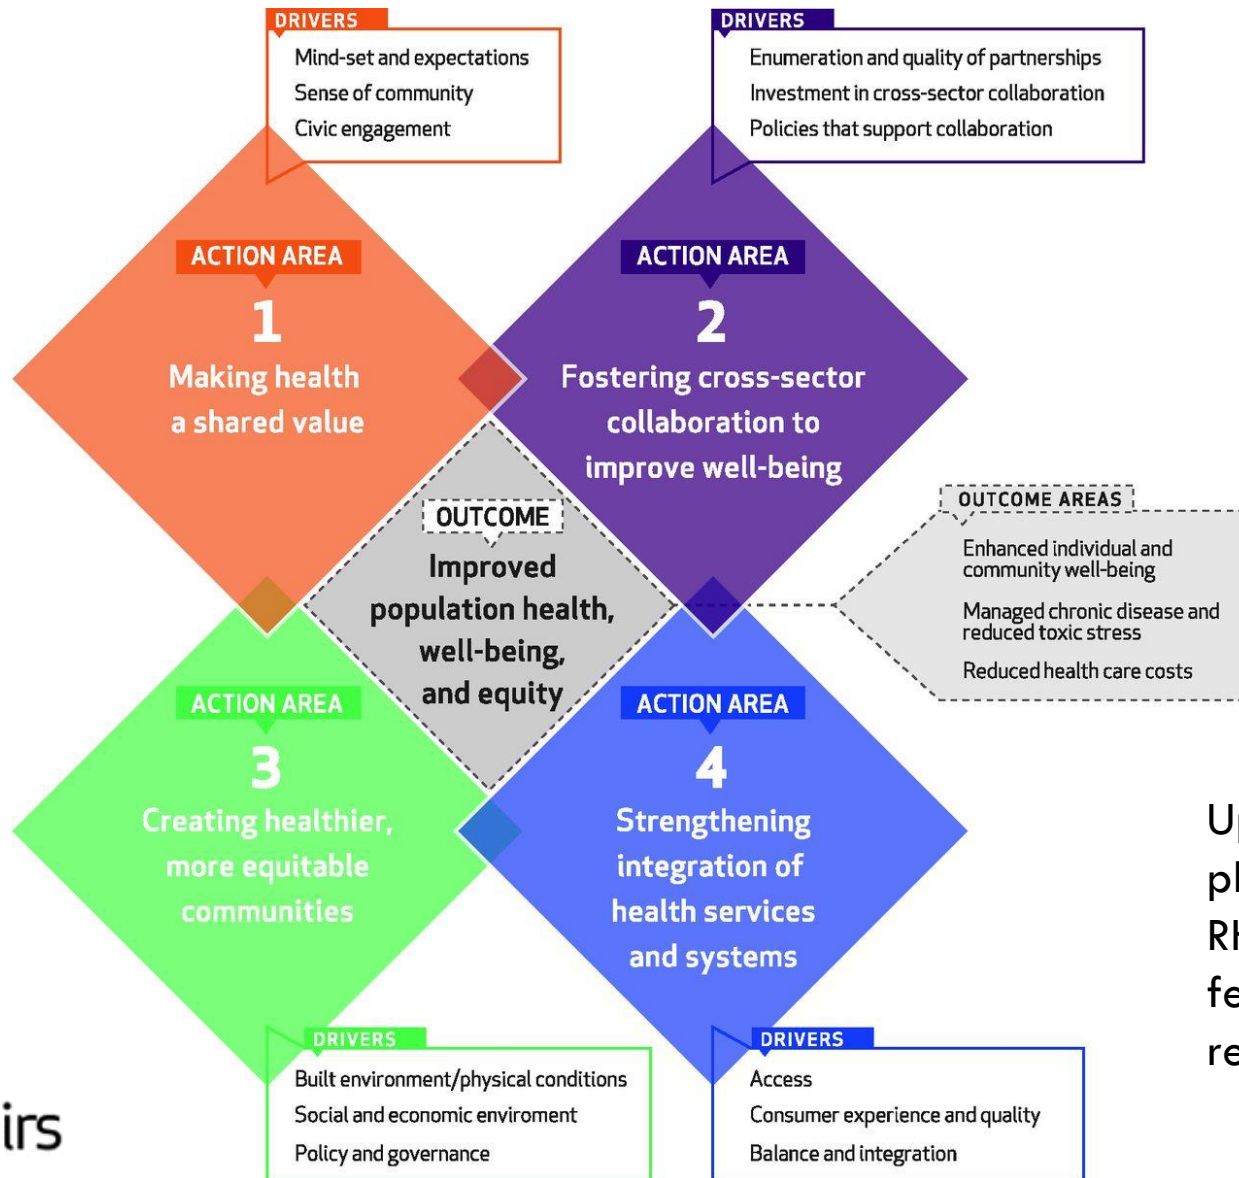 DRIVERS
Mind-set and expectations
Sense of community
Civic engagement
DRIVERS
Enumeration and quality of partnerships
Investment in cross-sector collaboration
Policies that support collaboration
ACTION AREA
1
Making health
a shared value
ACTION AREA
2
Fostering cross-sector
collaboration to
improve well-being
OUTCOME
Improved
population health,
well-being,
and equity
OUTCOME AREAS
Enhanced individual and
community well-being
Managed chronic disease and
reduced toxic stress
Reduced health care costs
ACTION AREA
3
Creating healthier,
more equitable
communities
ACTION AREA
4
Strengthening
integration of
health services
and systems
DRIVERS
Built environment/physical conditions
Social and economic enviroment
Policy and governance
DRIVERS
Access
Consumer experience and quality
Balance and integration